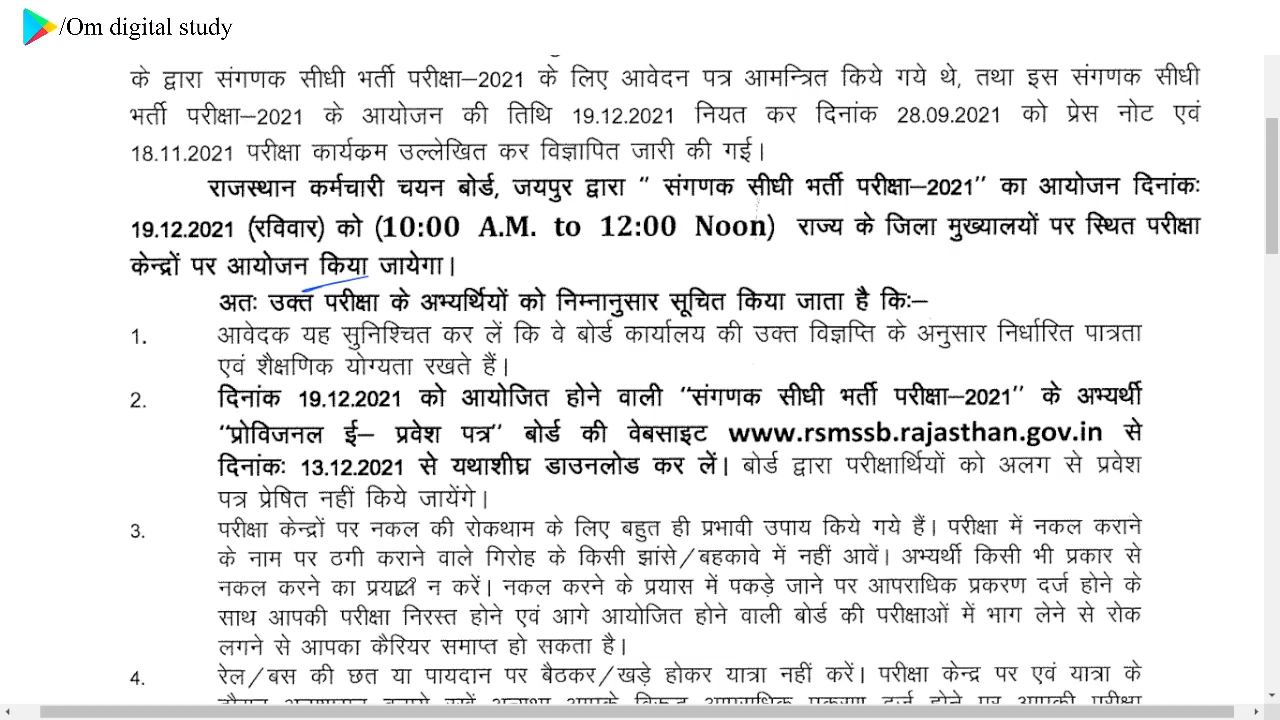 /Om digital study
के द्वारा संगणक सीधी भर्ती परीक्षा–2021 के लिए आवेदन पत्र आमन्त्रित किये गये थे, तथा इस संगणक सीधी
भर्ती परीक्षा–2021 के आयोजन की तिथि 19.12.2021 नियत कर दिनांक 28.09.2021 को प्रेस नोट एवं
18.11.2021 परीक्षा कार्यक्रम उल्लेखित कर विज्ञापित जारी की गई।
राजस्थान कर्मचारी चयन बोर्ड, जयपुर द्वारा " संगणक सीधी भर्ती परीक्षा–2021" का आयोजन दिनांकः
19.12.2021 (रविवार) को (10:00 A.M. to 12:00 Noon) राज्य के जिला मुख्यालयों पर स्थित परीक्षा
केन्द्रों पर आयोजन किया जायेगा।
अतः उक्त परीक्षा के अभ्यर्थियों को निम्नानुसार सूचित किया जाता है किः–
1. आवेदक यह सुनिश्चित कर लें कि वे बोर्ड कार्यालय की उक्त विज्ञप्ति के अनुसार निर्धारित पात्रता
एवं शैक्षणिक योग्यता रखते हैं।
2. दिनांक 19.12.2021 को आयोजित होने वाली "संगणक सीधी भर्ती परीक्षा–2021" के अभ्यर्थी
"प्रोविजनल ई– प्रवेश पत्र" बोर्ड की वेबसाइट www.rsmssb.rajasthan.gov.in से
दिनांकः 13.12.2021 से यथाशीघ्र डाउनलोड कर लें। बोर्ड द्वारा परीक्षार्थियों को अलग से प्रवेश
पत्र प्रेषित नहीं किये जायेंगे।
3. परीक्षा केन्द्रों पर नकल की रोकथाम के लिए बहुत ही प्रभावी उपाय किये गये हैं। परीक्षा में नकल कराने
के नाम पर ठगी कराने वाले गिरोह के किसी झांसे/बहकावे में नहीं आवें। अभ्यर्थी किसी भी प्रकार से
नकल करने का प्रयास न करें। नकल करने के प्रयास में पकड़े जाने पर आपराधिक प्रकरण दर्ज होने के
साथ आपकी परीक्षा निरस्त होने एवं आगे आयोजित होने वाली बोर्ड की परीक्षाओं में भाग लेने से रोक
लगने से आपका कैरियर समाप्त हो सकता है।
4. रेल/बस की छत या पायदान पर बैठकर/खड़े होकर यात्रा नहीं करें। परीक्षा केन्द्र पर एवं यात्रा के